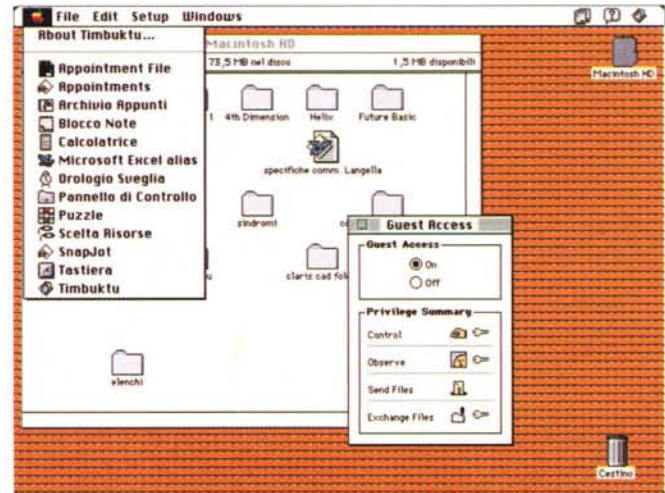 File Edit Setup Windows
About Timbuktu...
Appointment File
Appointments
Archivio Appunti
Blocco Note
Calcolatrice
Microsoft Excel alias
Orologio Sveglia
Pannello di Controllo
Puzzle
Scelta Risorse
SnapJot
Tastiera
Timbuktu
Macintosh HD
73,5 MB nel disco
1,5 MB disponibili
4th Dimension
Helix
Future Basic
specifiche comm. Langella
sindromi
claris cad
elenchi
Guest Access
Guest Access
On
Off
Privilege Summary
Control
Observe
Send Files
Exchange Files
Macintosh HD
Cestino